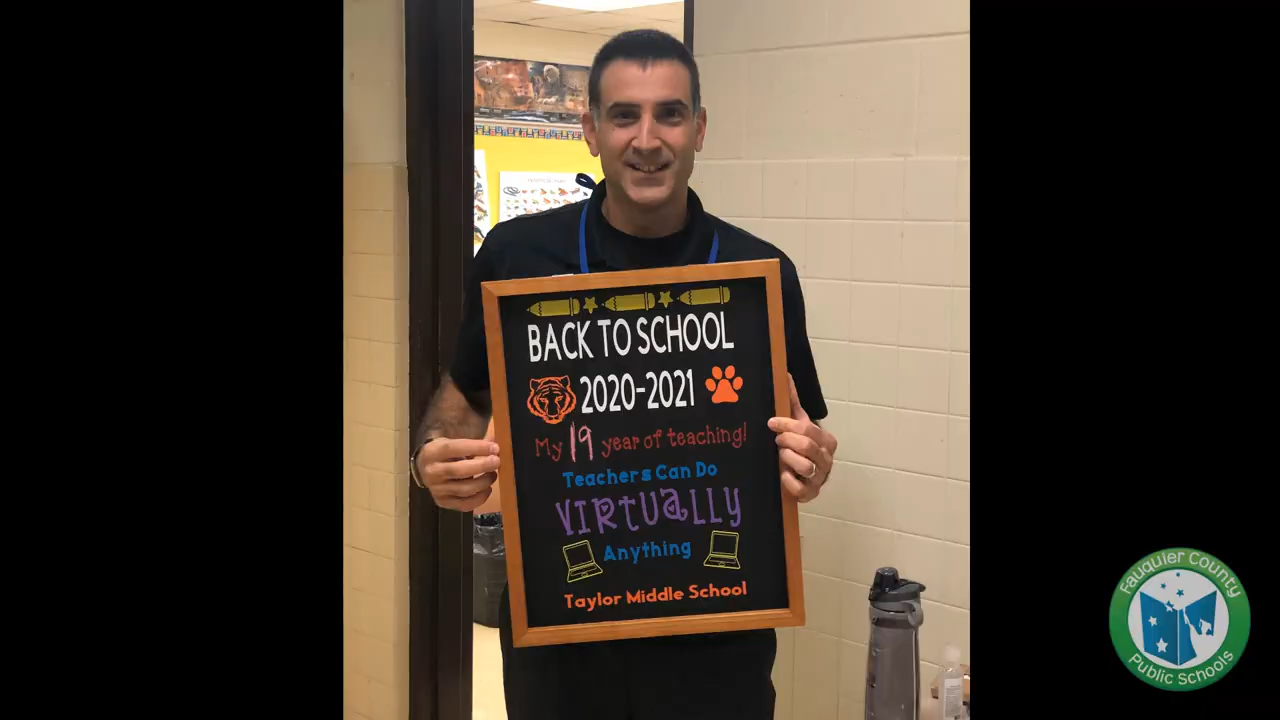 BACK TO SCHOOL
2020-2021
My 19 year of teaching!
Teachers Can Do
VIRTUALLY
Anything
Taylor Middle School
Fauquier County
Public Schools